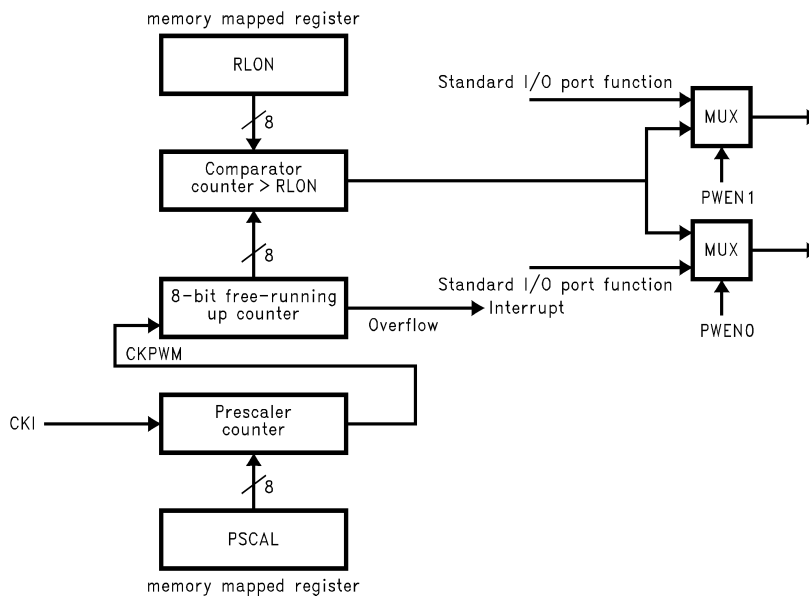 memory mapped register
RLON
8
Comparator
counter > RLON
8
8-bit free-running
up counter
Overflow
Interrupt
CKPWM
CKI
Prescaler
counter
8
PSCAL
memory mapped register
Standard I/O port function
MUX
PWEN1
Standard I/O port function
MUX
PWEN0